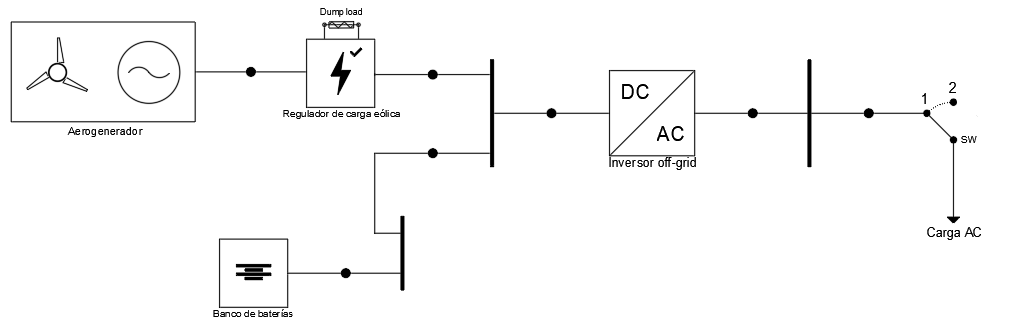 Dump load
Aerogenerador
Regulador de carga eólica
DC
AC
Inversor off-grid
1
2
SW
Carga AC
Banco de baterías